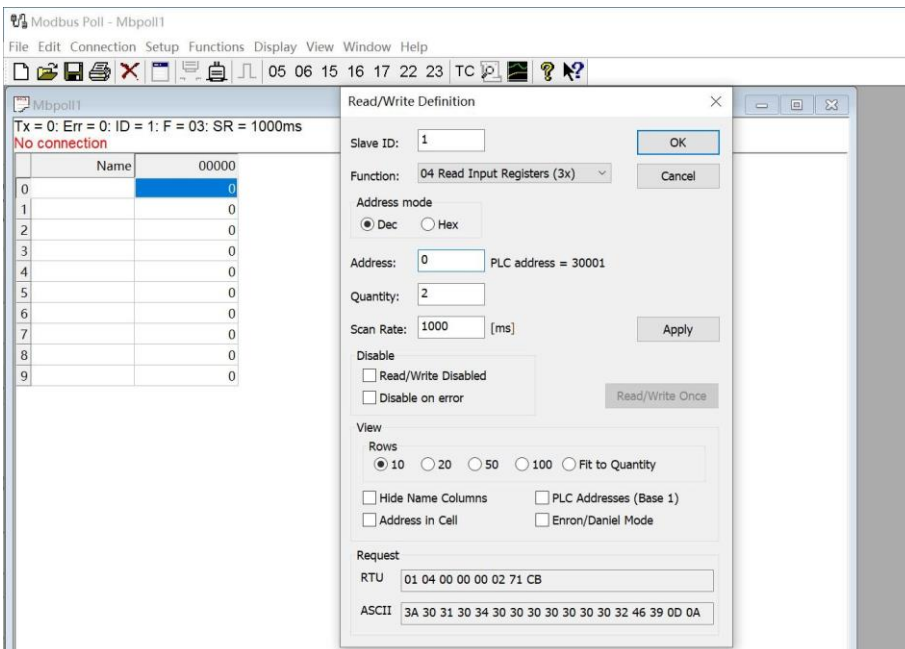 Modbus Poll - Mbpoll1
File Edit Connection Setup Functions Display View Window Help
05 06 15 16 17 22 23 TC
Mbpoll1
Tx = 0: Err = 0: ID = 1: F = 03: SR = 1000ms
No connection
Name 00000
0 0
1 0
2 0
3 0
4 0
5 0
6 0
7 0
8 0
9 0
Read/Write Definition
Slave ID: 1 OK
Function: 04 Read Input Registers (3x) Cancel
Address mode
Dec Hex
Address: 0 PLC address = 30001
Quantity: 2
Scan Rate: 1000 [ms] Apply
Disable
Read/Write Disabled
Disable on error Read/Write Once
View
Rows
10 20 50 100 Fit to Quantity
Hide Name Columns PLC Addresses (Base 1)
Address in Cell Enron/Daniel Mode
Request
RTU 01 04 00 00 00 02 71 CB
ASCII 3A 30 31 30 34 30 30 30 30 30 30 30 32 46 39 0D 0A